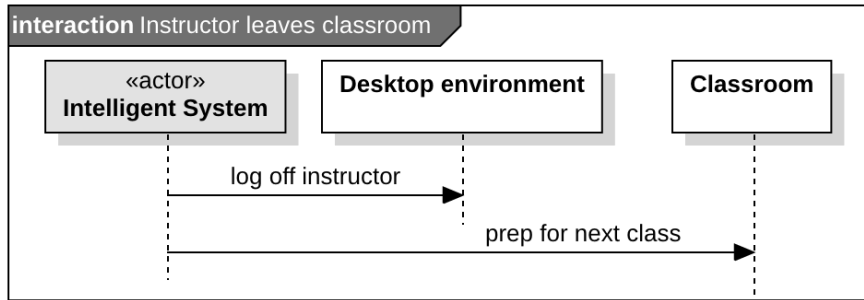 interaction Instructor leaves classroom
«actor»
Intelligent System
Desktop environment
Classroom
log off instructor
prep for next class